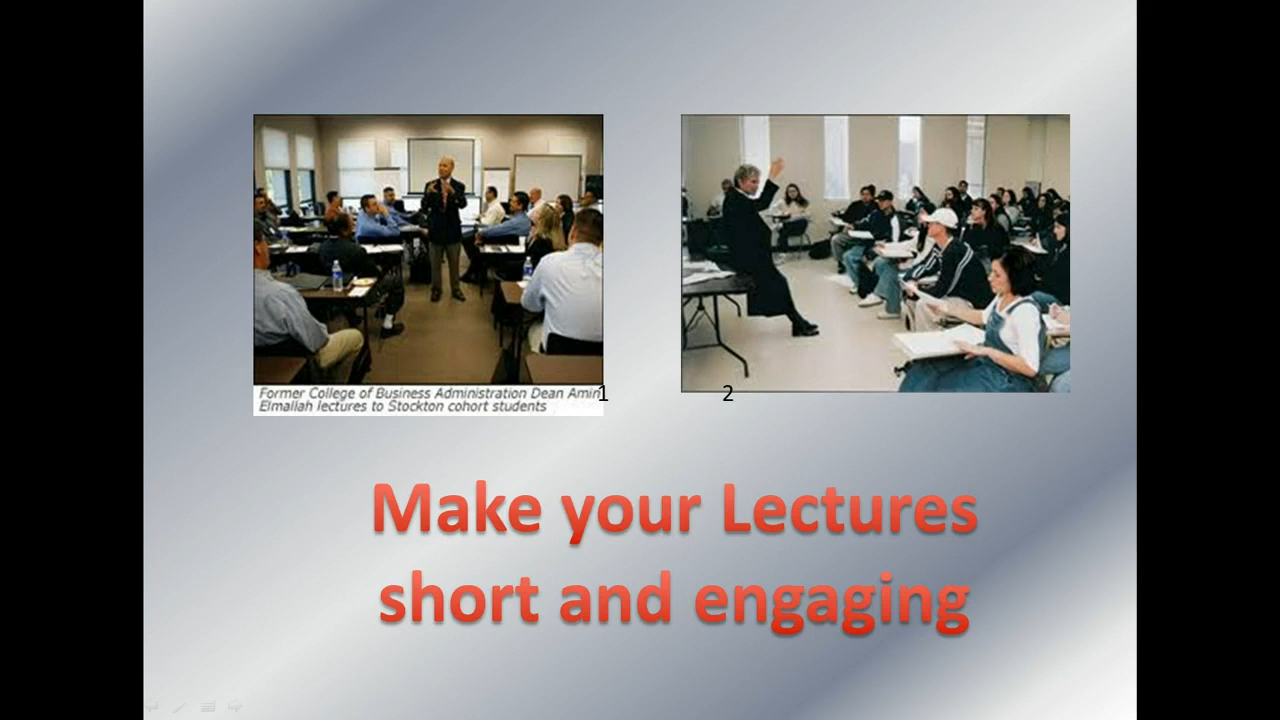 Former College of Business Administration Dean Amin
Elmallah lectures to Stockton cohort students
1
2
Make your Lectures
short and engaging